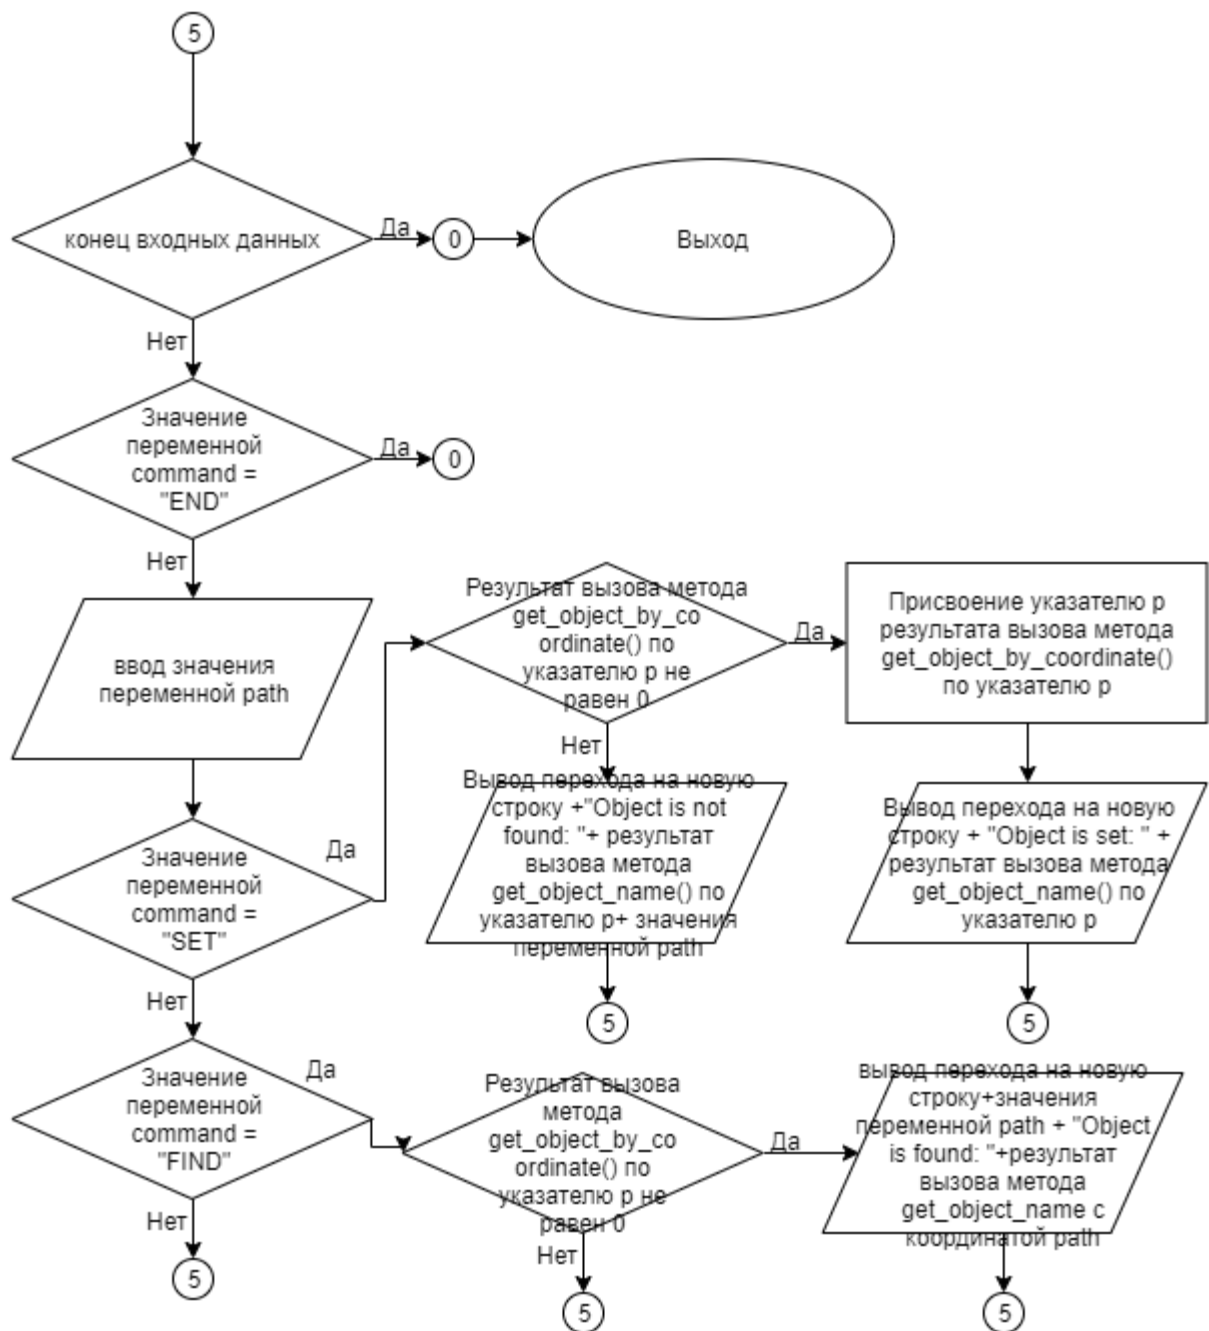 5
конец входных данных
Да
0
Выход
Нет
Значение
переменной
command =
"END"
Да
0
Нет
ввод значения
переменной path
Значение
переменной
command =
"SET"
Да
Результат вызова метода
get_object_by_co
ordinate() по
указателю p не
равен 0
Да
Присвоение указателю p
результата вызова метода
get_object_by_coordinate()
по указателю p
Нет
Вывод перехода на новую
строку +"Object is not
found: "+ результат
вызова метода
get_object_name() по
указателю p+ значения
переменной path
5
Вывод перехода на новую
строку + "Object is set: " +
результат вызова метода
get_object_name() по
указателю p
5
Нет
Значение
переменной
command =
"FIND"
Да
Результат вызова
метода
get_object_by_co
ordinate() по
указателю p не
равен 0
Да
вывод перехода на новую
строку+значения
переменной path + "Object
is found: "+результат
вызова метода
get_object_name с
координатой path
Нет
5
Нет
5
5